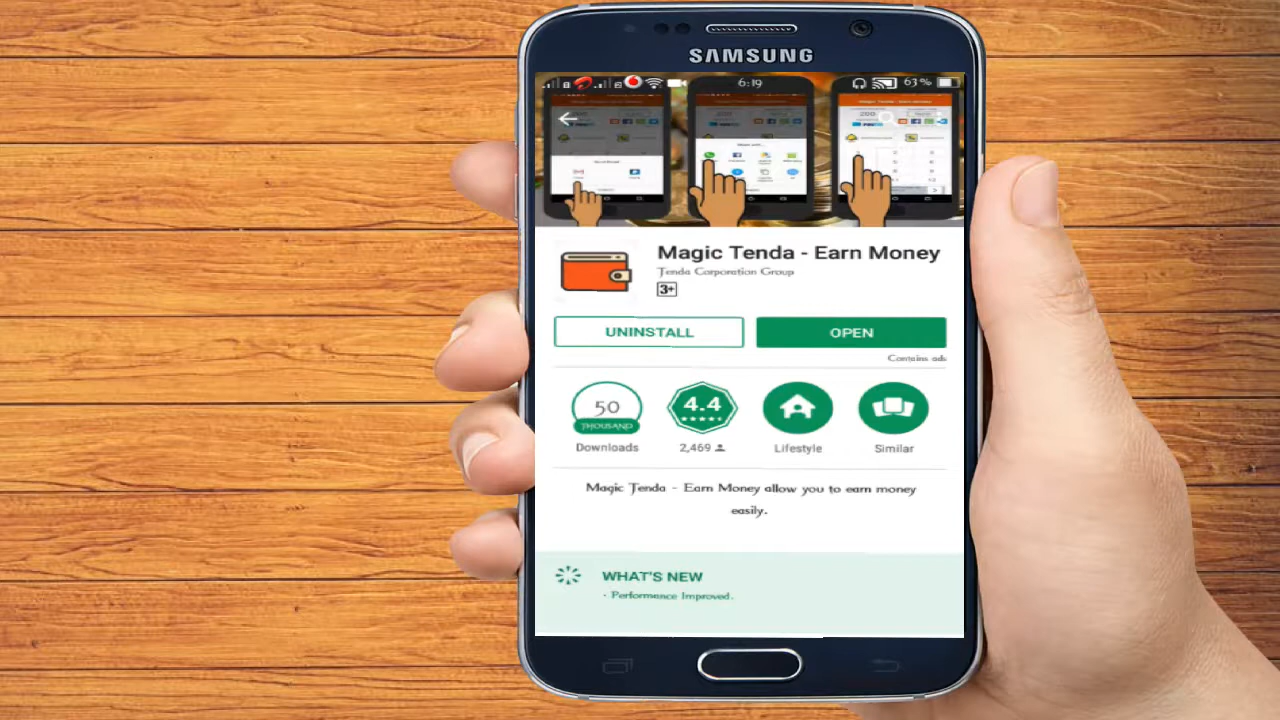 SAMSUNG
6:19
63%
Magic Tenda - Earn Money
Tenda Corporation Group
3+
UNINSTALL
OPEN
Contains ads
50
THOUSAND
4.4
Downloads
2,469
Lifestyle
Similar
Magic Tenda - Earn Money allow you to earn money
easily.
WHAT'S NEW
· Performance Improved.